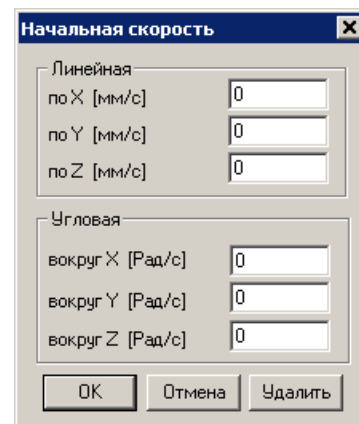 Начальная скорость
Линейная
по X [мм/с] 0
по Y [мм/с] 0
по Z [мм/с] 0
Угловая
вокруг X [Рад/с] 0
вокруг Y [Рад/с] 0
вокруг Z [Рад/с] 0
OK Отмена Удалить